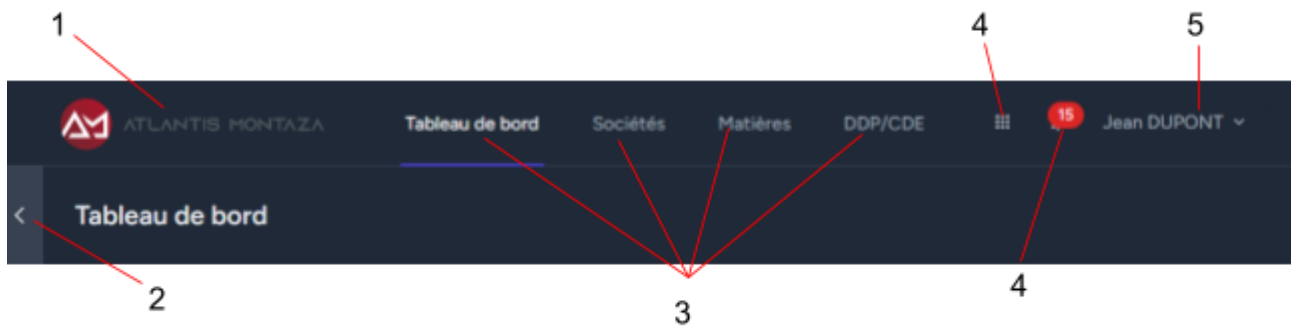 1 4 5
ATLANTIS MONTAZA Tableau de bord Sociétés Matières DDP/CDE 15 Jean DUPONT
Tableau de bord
2 3 4